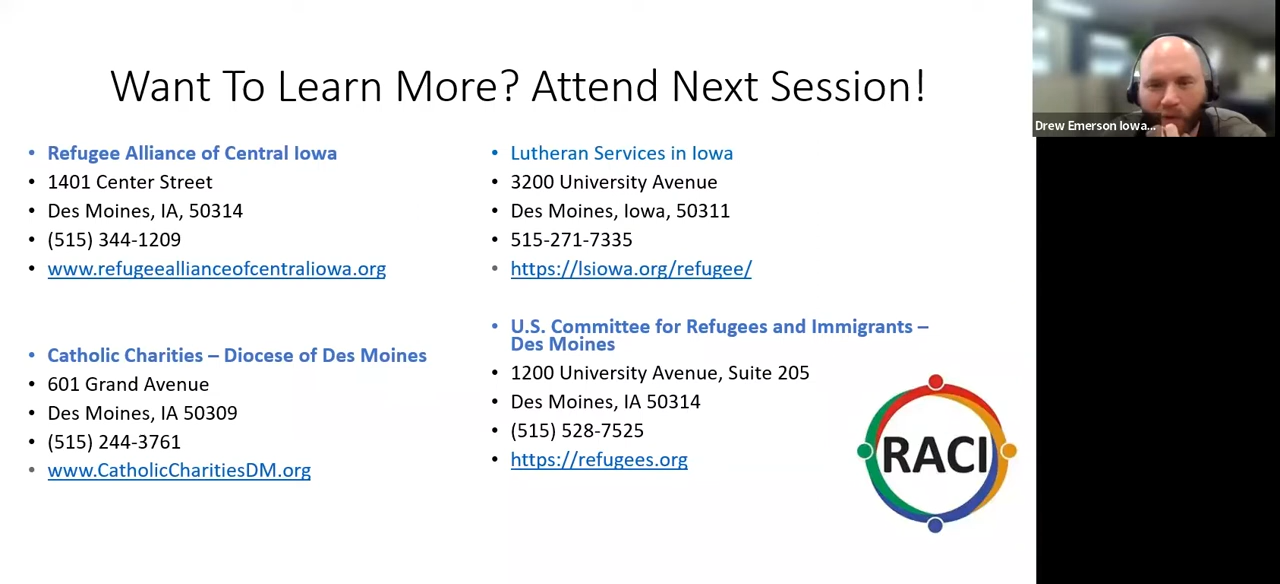 Want To Learn More? Attend Next Session!
Refugee Alliance of Central Iowa
1401 Center Street
Des Moines, IA, 50314
(515) 344-1209
www.refugeeallianceofcentraliowa.org
Catholic Charities – Diocese of Des Moines
601 Grand Avenue
Des Moines, IA 50309
(515) 244-3761
www.CatholicCharitiesDM.org
Lutheran Services in Iowa
3200 University Avenue
Des Moines, Iowa, 50311
515-271-7335
https://lsiowa.org/refugee/
U.S. Committee for Refugees and Immigrants –
Des Moines
1200 University Avenue, Suite 205
Des Moines, IA 50314
(515) 528-7525
https://refugees.org
RACI
Drew Emerson Iowa...